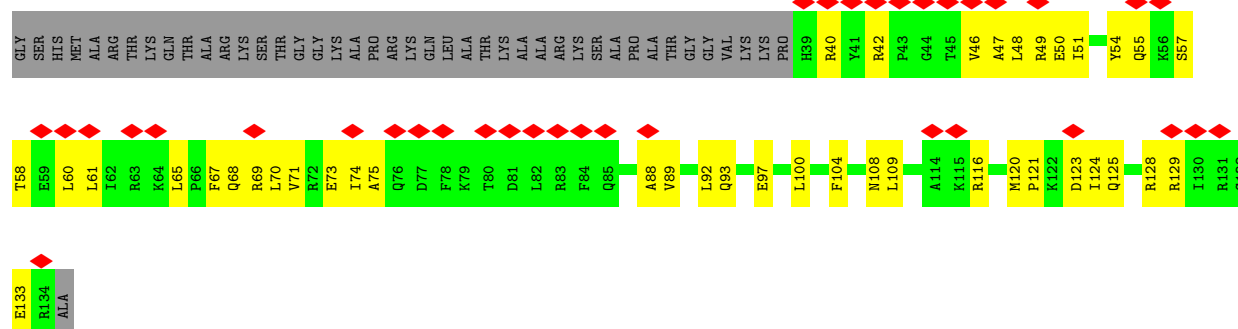 GLY SER HIS MET ALA ARG THR LYS GLN THR ALA ARG LYS SER THR GLY GLY LYS ALA PRO ARG LYS GLN LEU ALA THR LYS ALA ALA ARG LYS SER ALA PRO ALA THR GLY GLY VAL LYS LYS PRO H39 R40 Y41 R42 P43 G44 T45 V46 A47 L48 R49 E50 I51 Y54 Q55 K56 S57
T58 E59 L60 L61 I62 R63 K64 L65 P66 F67 Q68 R69 L70 V71 R72 E73 I74 A75 Q76 D77 F78 K79 T80 D81 L82 R83 F84 Q85 A88 V89 L92 Q93 E97 L100 F104 N108 L109 A114 K115 R116 M120 P121 K122 D123 I124 Q125 R128 R129 I130 R131
E133 R134 ALA